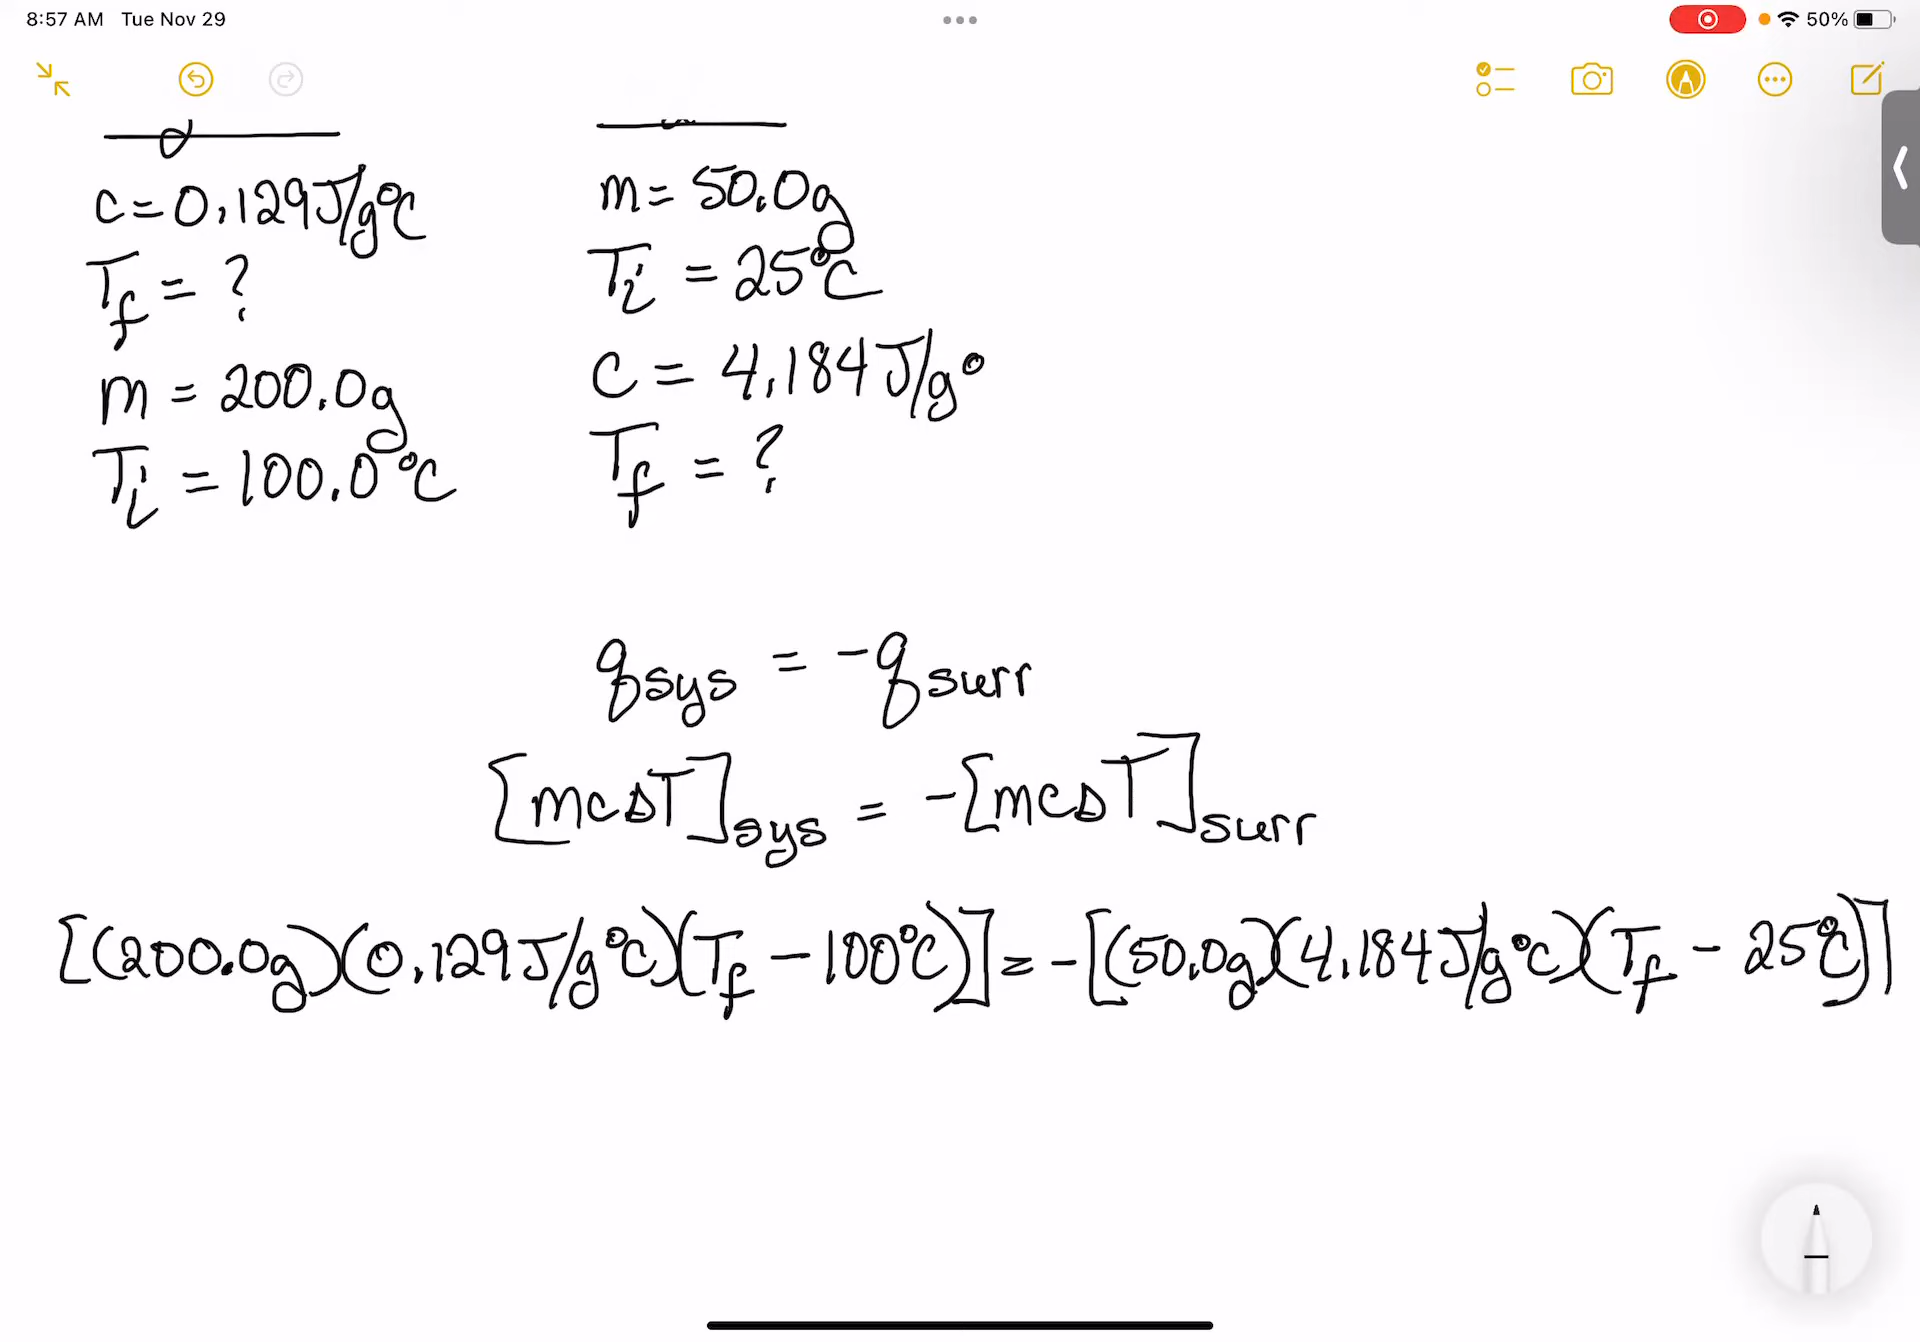 8:57 AM Tue Nov 29
50%
c = 0.129 J/g°C
Tf = ?
m = 200.0g
Ti = 100.0°C
m = 50.0g
Ti = 25°C
c = 4.184 J/g°
Tf = ?
qsys = -qsurr
[mcΔT]sys = -[mcΔT]surr
[(200.0g)(0.129 J/g°C)(Tf - 100°C)] = -[(50.0g)(4.184 J/g°C)(Tf - 25°C)]